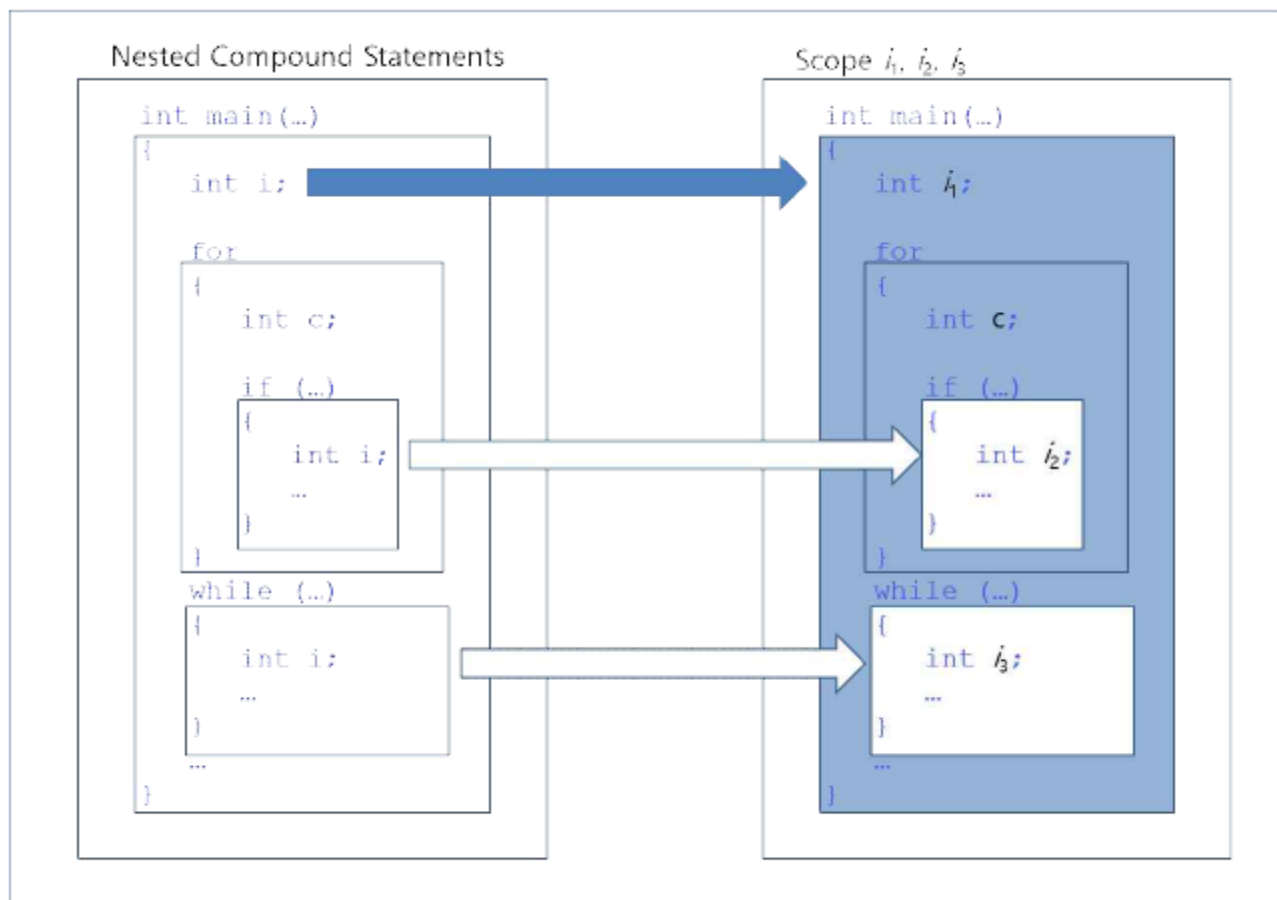 Nested Compound Statements
int main(…)
{
int i;
for
{
int c;
if (…)
{
int i;
…
}
}
while (…)
{
int i;
…
}
…
}
Scope i₁, i₂, i₃
int main(…)
{
int i₁;
for
{
int c;
if (…)
{
int i₂;
…
}
}
while (…)
{
int i₃;
…
}
…
}